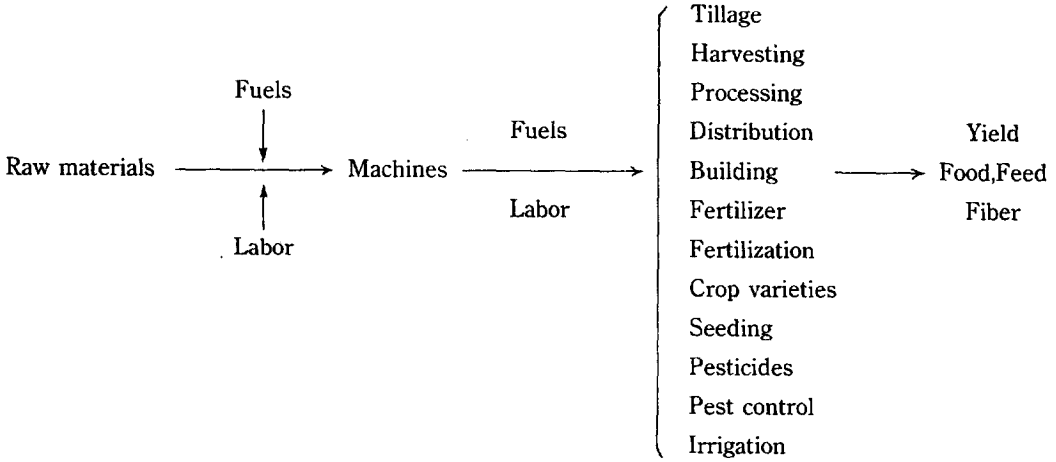 Fuels
Raw materials
Labor
Machines
Fuels
Labor
Tillage
Harvesting
Processing
Distribution
Building
Fertilizer
Fertilization
Crop varieties
Seeding
Pesticides
Pest control
Irrigation
Yield
Food,Feed
Fiber